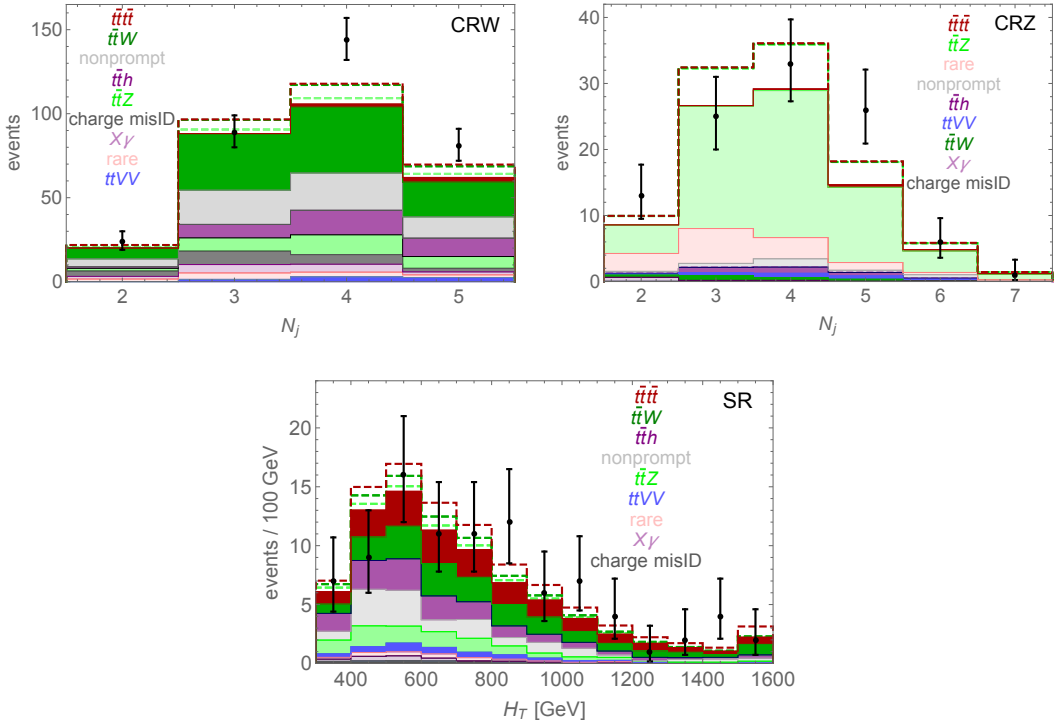 CRW
tt̄tt̄
tt̄W
nonprompt
tt̄h
tt̄Z
charge misID
Xγ
rare
ttVV
events
150
100
50
0
2 3 4 5
N_j
CRZ
tt̄tt̄
tt̄Z
rare
nonprompt
tt̄h
ttVV
tt̄W
Xγ
charge misID
events
40
30
20
10
0
2 3 4 5 6 7
N_j
SR
tt̄tt̄
tt̄W
tt̄h
nonprompt
tt̄Z
ttVV
rare
Xγ
charge misID
events / 100 GeV
20
15
10
5
0
400 600 800 1000 1200 1400 1600
H_T [GeV]